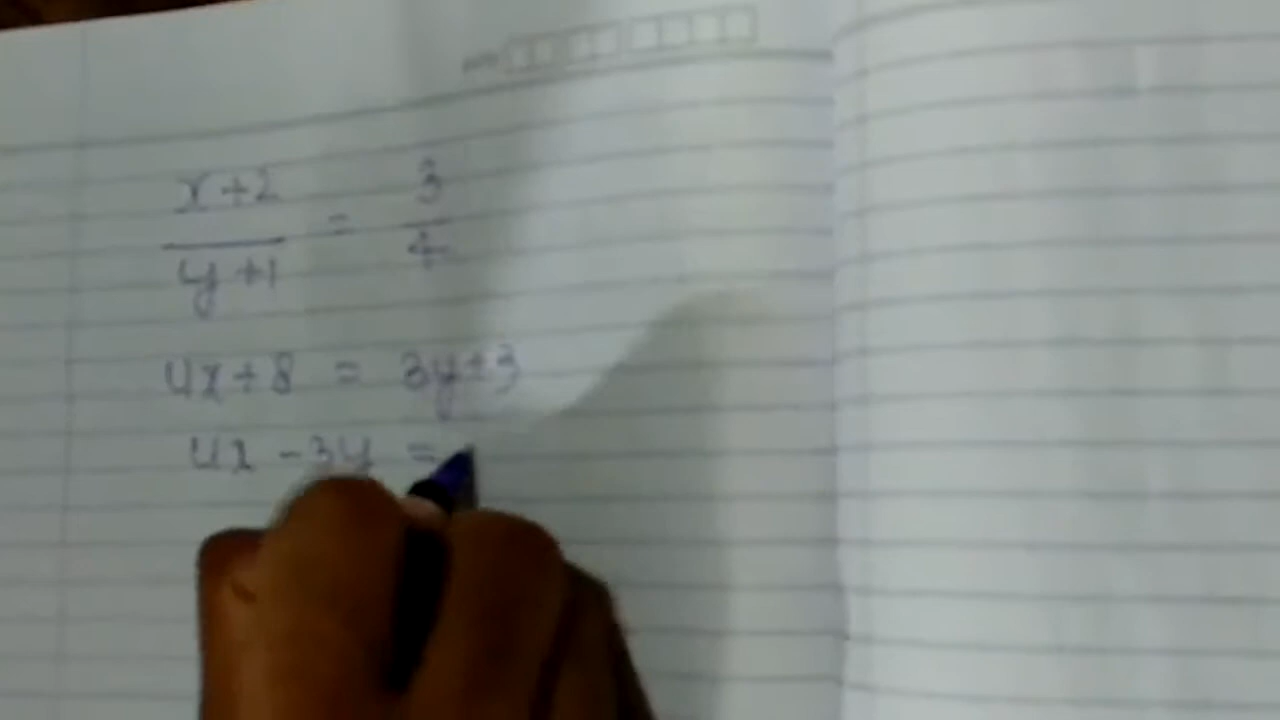 x+2 / y+1 = 3 / 4
4x+8 = 3y+3
4x -3y =